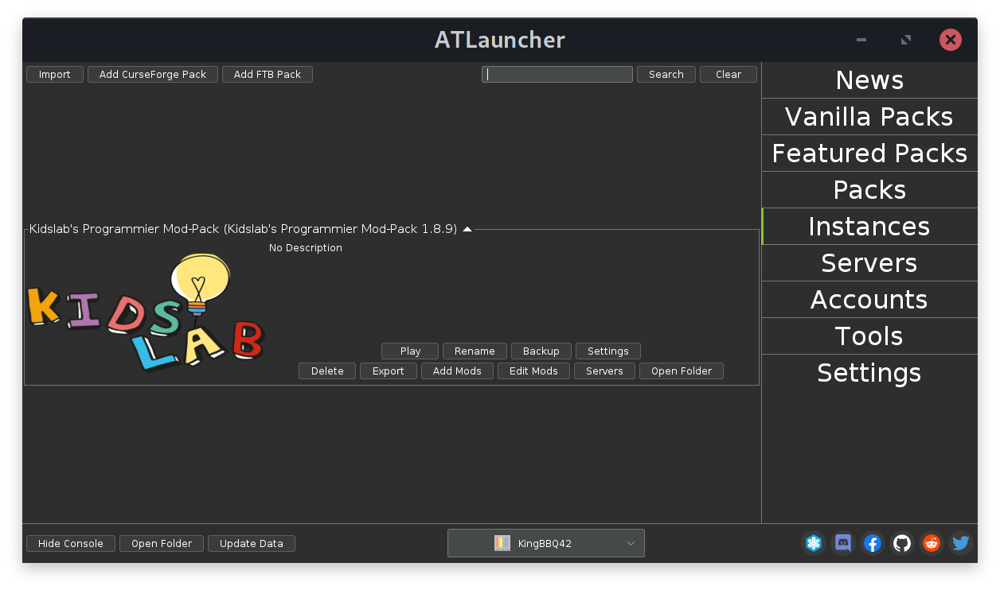 ATLauncher
Import Add CurseForge Pack Add FTB Pack Search Clear
Kidslab's Programmier Mod-Pack (Kidslab's Programmier Mod-Pack 1.8.9)
No Description
KIDS
LAB
Play Rename Backup Settings
Delete Export Add Mods Edit Mods Servers Open Folder
News
Vanilla Packs
Featured Packs
Packs
Instances
Servers
Accounts
Tools
Settings
Hide Console Open Folder Update Data KingBBQ42